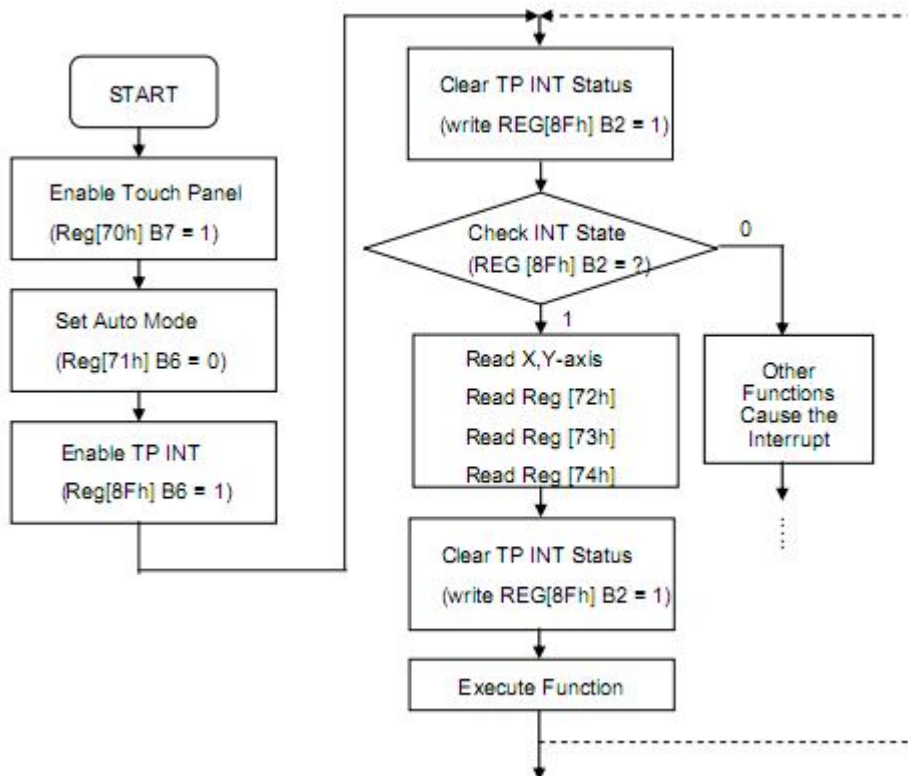 START
Enable Touch Panel
(Reg[70h] B7 = 1)
Set Auto Mode
(Reg[71h] B6 = 0)
Enable TP INT
(Reg[8Fh] B6 = 1)
Clear TP INT Status
(write REG[8Fh] B2 = 1)
Check INT State
(REG [8Fh] B2 = ?)
0
1
Read X,Y-axis
Read Reg [72h]
Read Reg [73h]
Read Reg [74h]
Other
Functions
Cause the
Interrupt
Clear TP INT Status
(write REG[8Fh] B2 = 1)
Execute Function